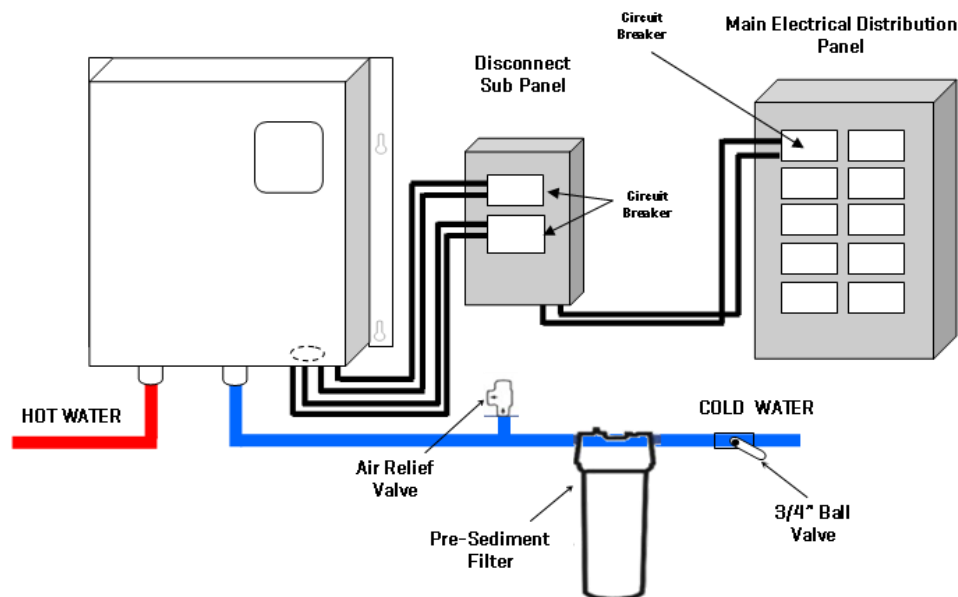 Circuit
Breaker
Main Electrical Distribution
Panel
Disconnect
Sub Panel
Circuit
Breaker
HOT WATER
COLD WATER
Air Relief
Valve
3/4" Ball
Valve
Pre-Sediment
Filter